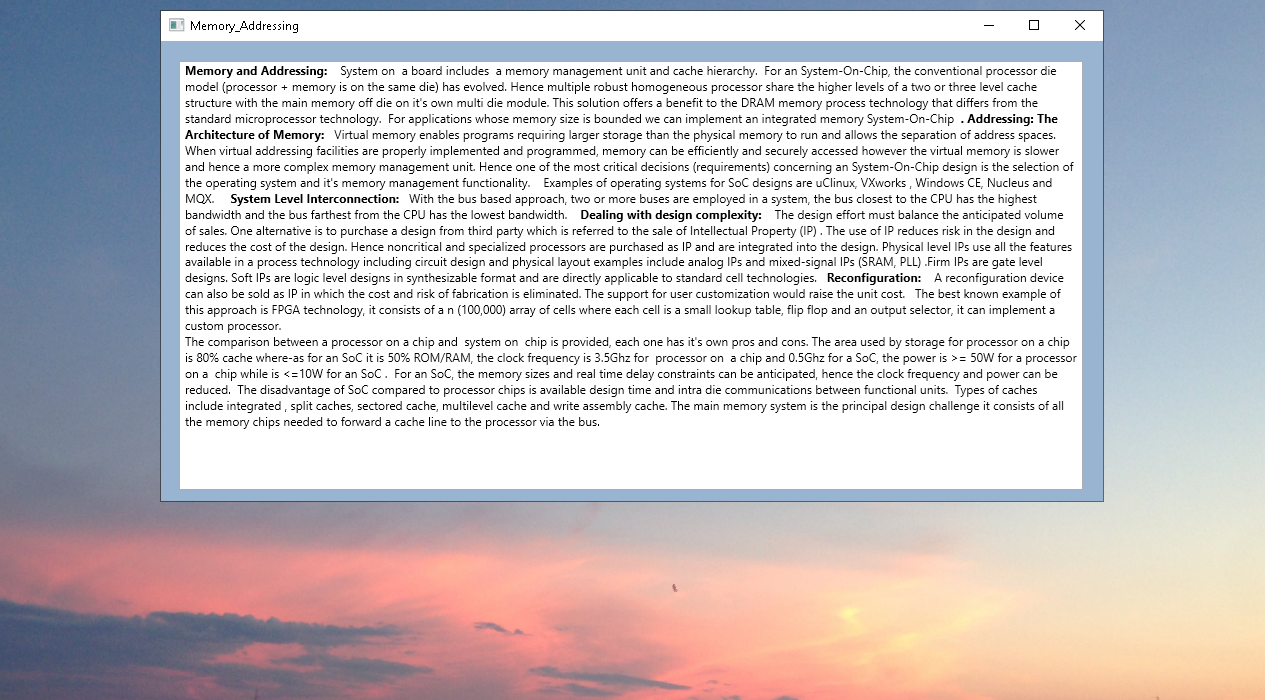 Memory_Addressing
Memory and Addressing: System on a board includes a memory management unit and cache hierarchy. For an System-On-Chip, the conventional processor die
model (processor + memory is on the same die) has evolved. Hence multiple robust homogeneous processor share the higher levels of a two or three level cache
structure with the main memory off die on it's own multi die module. This solution offers a benefit to the DRAM memory process technology that differs from the
standard microprocessor technology. For applications whose memory size is bounded we can implement an integrated memory System-On-Chip . Addressing: The
Architecture of Memory: Virtual memory enables programs requiring larger storage than the physical memory to run and allows the separation of address spaces.
When virtual addressing facilities are properly implemented and programmed, memory can be efficiently and securely accessed however the virtual memory is slower
and hence a more complex memory management unit. Hence one of the most critical decisions (requirements) concerning an System-On-Chip design is the selection of
the operating system and it's memory management functionality. Examples of operating systems for SoC designs are uClinux, VXworks , Windows CE, Nucleus and
MQX. System Level Interconnection: With the bus based approach, two or more buses are employed in a system, the bus closest to the CPU has the highest
bandwidth and the bus farthest from the CPU has the lowest bandwidth. Dealing with design complexity: The design effort must balance the anticipated volume
of sales. One alternative is to purchase a design from third party which is referred to the sale of Intellectual Property (IP) . The use of IP reduces risk in the design and
reduces the cost of the design. Hence noncritical and specialized processors are purchased as IP and are integrated into the design. Physical level IPs use all the features
available in a process technology including circuit design and physical layout examples include analog IPs and mixed-signal IPs (SRAM, PLL) .Firm IPs are gate level
designs. Soft IPs are logic level designs in synthesizable format and are directly applicable to standard cell technologies. Reconfiguration: A reconfiguration device
can also be sold as IP in which the cost and risk of fabrication is eliminated. The support for user customization would raise the unit cost. The best known example of
this approach is FPGA technology, it consists of a n (100,000) array of cells where each cell is a small lookup table, flip flop and an output selector, it can implement a
custom processor.
The comparison between a processor on a chip and system on chip is provided, each one has it's own pros and cons. The area used by storage for processor on a chip
is 80% cache where-as for an SoC it is 50% ROM/RAM, the clock frequency is 3.5Ghz for processor on a chip and 0.5Ghz for a SoC, the power is >= 50W for a processor
on a chip while is <=10W for an SoC . For an SoC, the memory sizes and real time delay constraints can be anticipated, hence the clock frequency and power can be
reduced. The disadvantage of SoC compared to processor chips is available design time and intra die communications between functional units. Types of caches
include integrated , split caches, sectored cache, multilevel cache and write assembly cache. The main memory system is the principal design challenge it consists of all
the memory chips needed to forward a cache line to the processor via the bus.